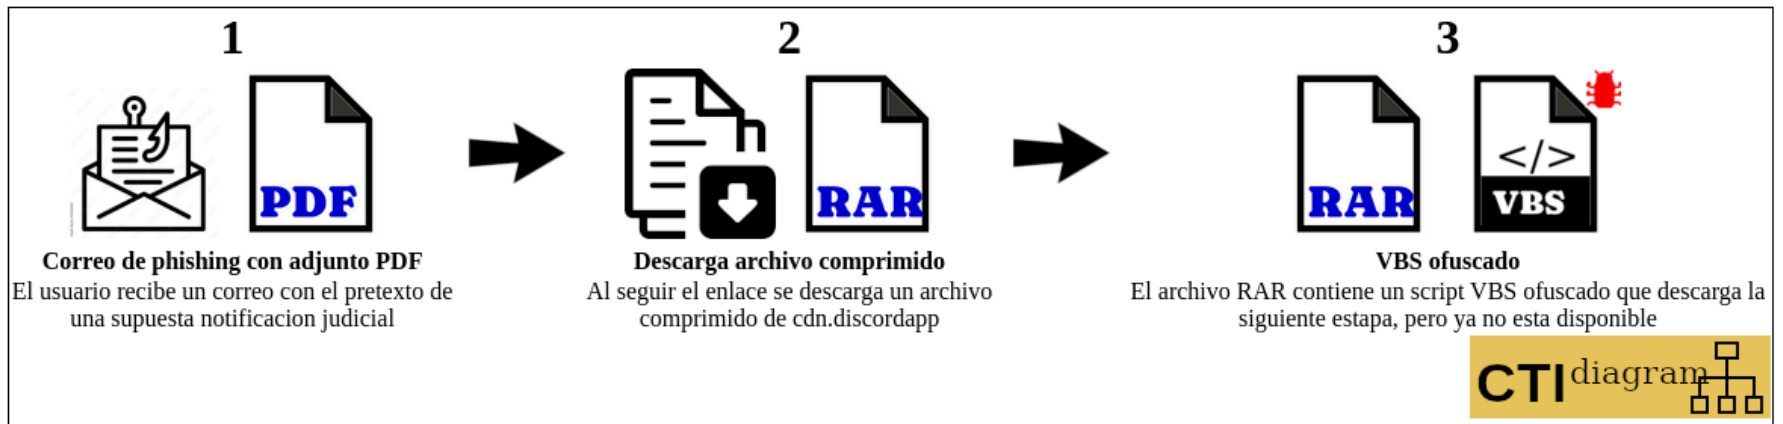 1
2
3
PDF
RAR
RAR
</>
VBS
Correo de phishing con adjunto PDF
El usuario recibe un correo con el pretexto de
una supuesta notificacion judicial
Descarga archivo comprimido
Al seguir el enlace se descarga un archivo
comprimido de cdn.discordapp
VBS ofuscado
El archivo RAR contiene un script VBS ofuscado que descarga la
siguiente estapa, pero ya no esta disponible
CTI diagram